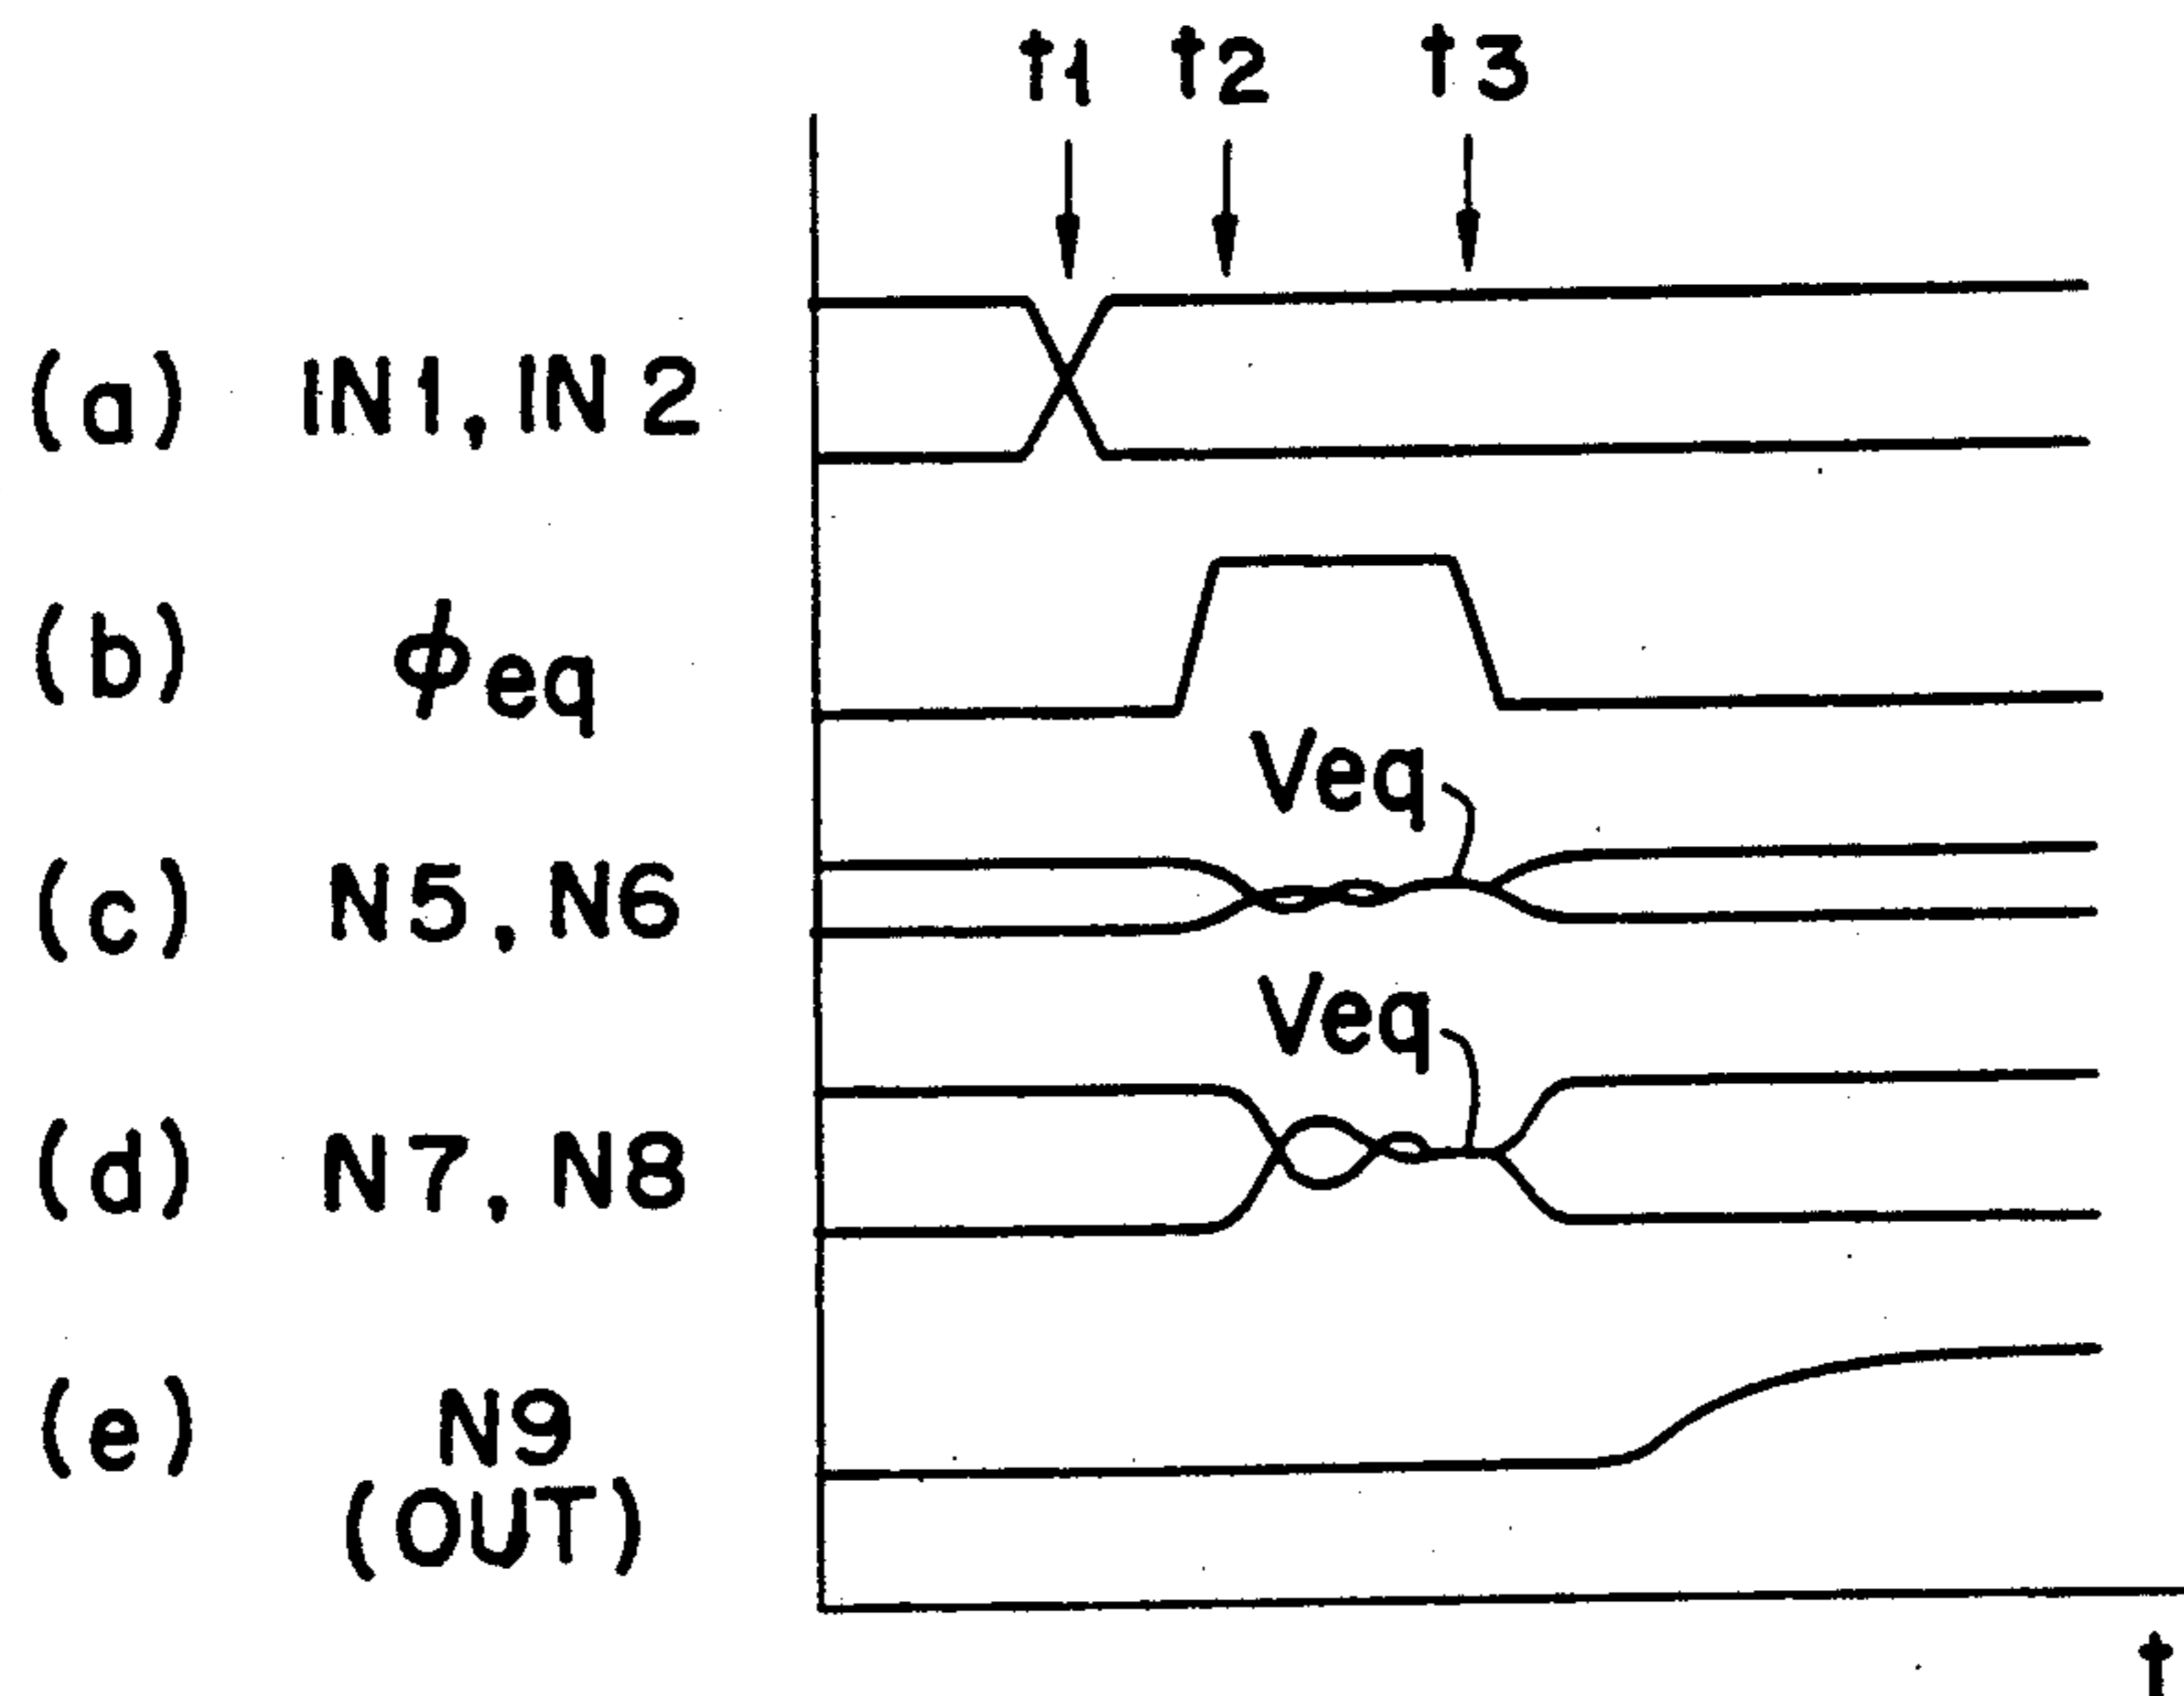 t1 t2 t3
(a) IN1, IN2
(b) ϕeq
Veq
(c) N5, N6
Veq
(d) N7, N8
(e) N9
(OUT)
t